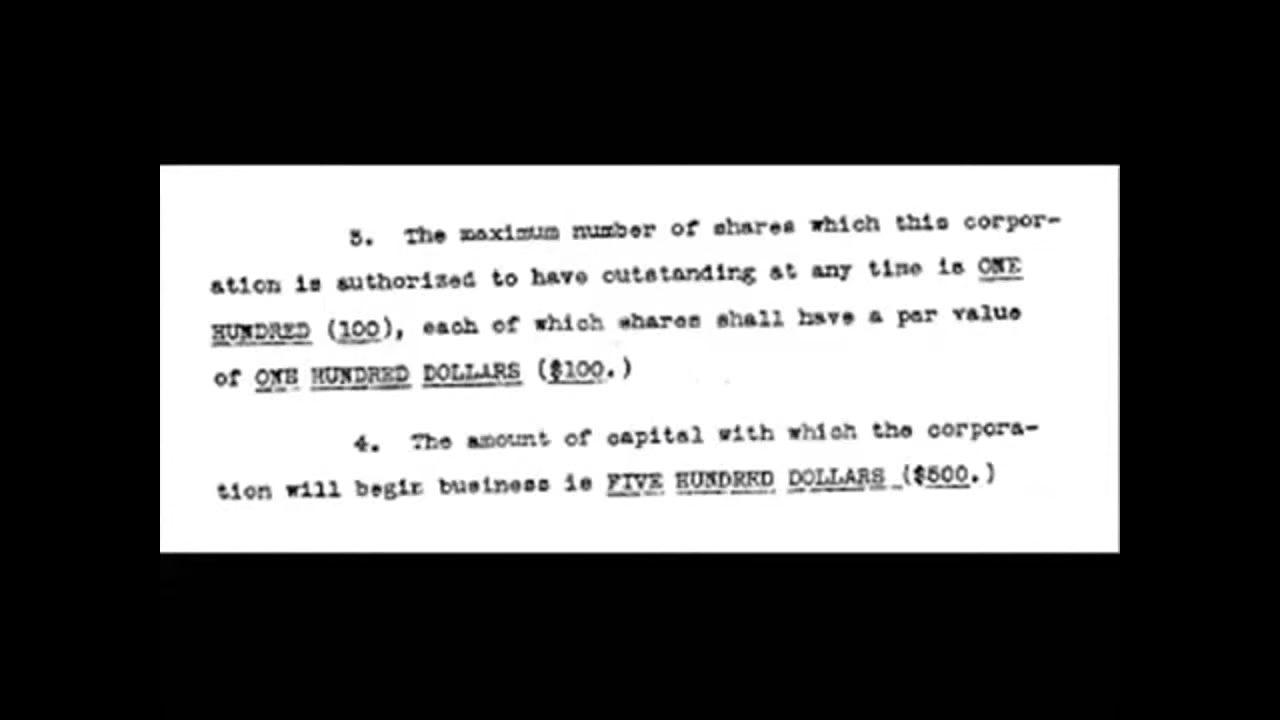 3. The maximum number of shares which this corpor-
ation is authorized to have outstanding at any time is ONE
HUNDRED (100), each of which shares shall have a par value
of ONE HUNDRED DOLLARS ($100.)
4. The amount of capital with which the corpora-
tion will begin business is FIVE HUNDRED DOLLARS ($500.)